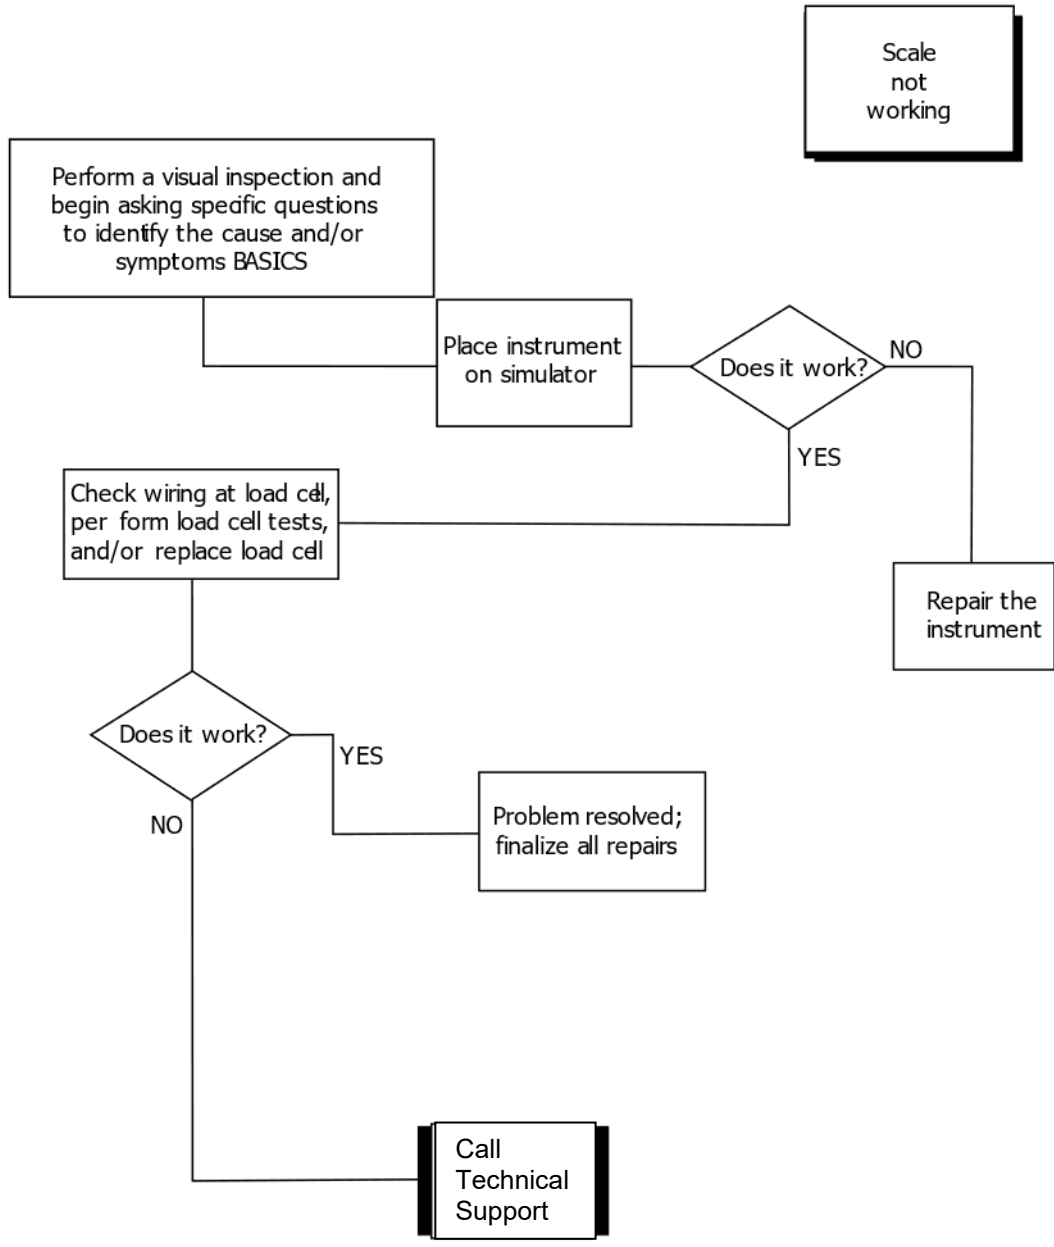 Scale
not
working
Perform a visual inspection and
begin asking specific questions
to identify the cause and/or
symptoms BASICS
Place instrument
on simulator
Does it work?
NO
YES
Check wiring at load cell,
per form load cell tests,
and/or replace load cell
Repair the
instrument
Does it work?
YES
NO
Problem resolved;
finalize all repairs
Call
Technical
Support